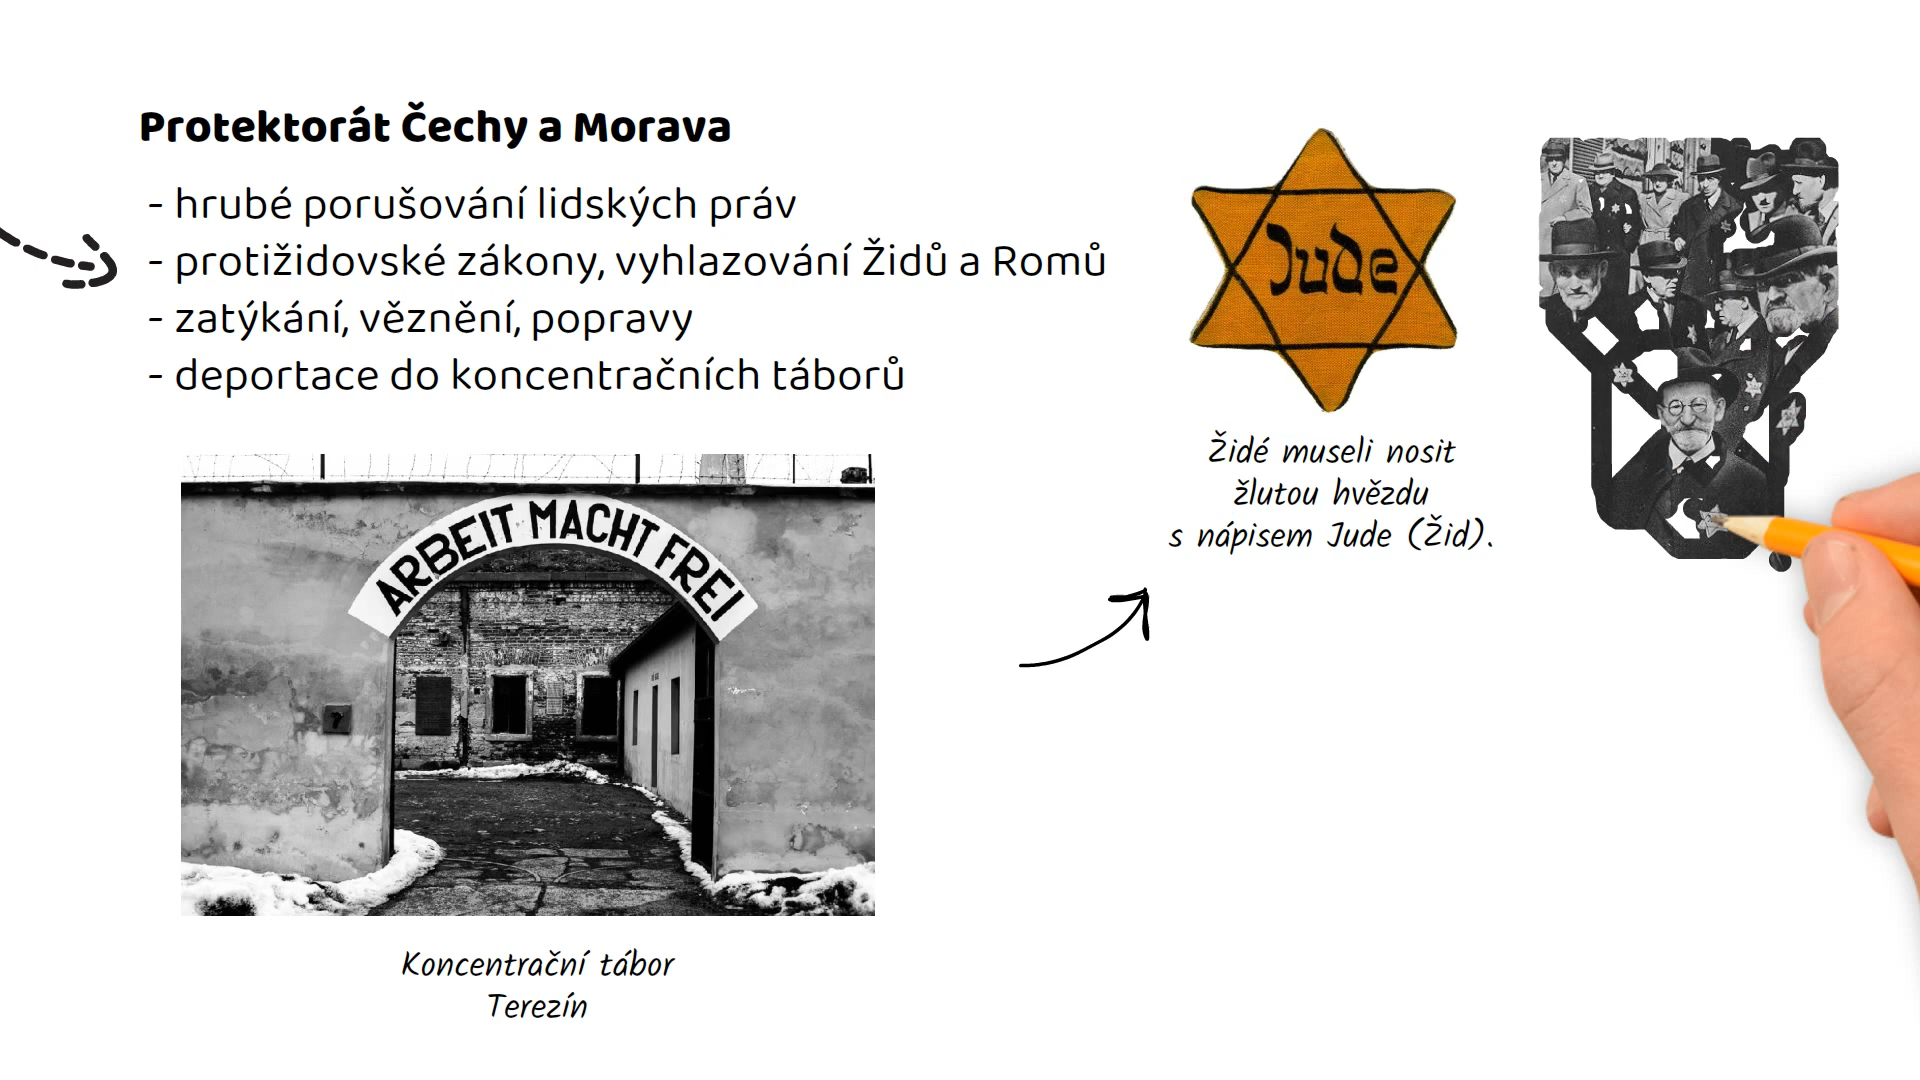 Protektorát Čechy a Morava
- hrubé porušování lidských práv
- protižidovské zákony, vyhlazování Židů a Romů
- zatýkání, věznění, popravy
- deportace do koncentračních táborů
ARBEIT MACHT FREI
Koncentrační tábor
Terezín
Jude
Židé museli nosit
žlutou hvězdu
s nápisem Jude (Žid).